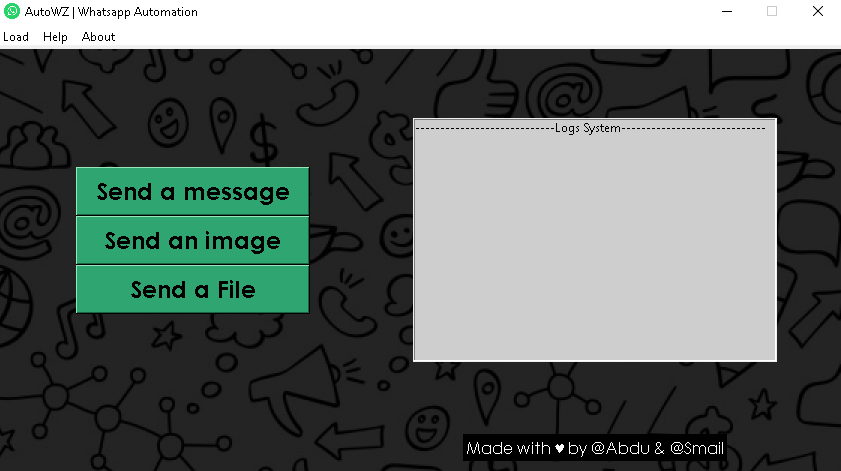 AutoWZ | Whatsapp Automation
Load Help About
Send a message
Send an image
Send a File
----------------------------Logs System-----------------------------
Made with ♥ by @Abdu & @Smail